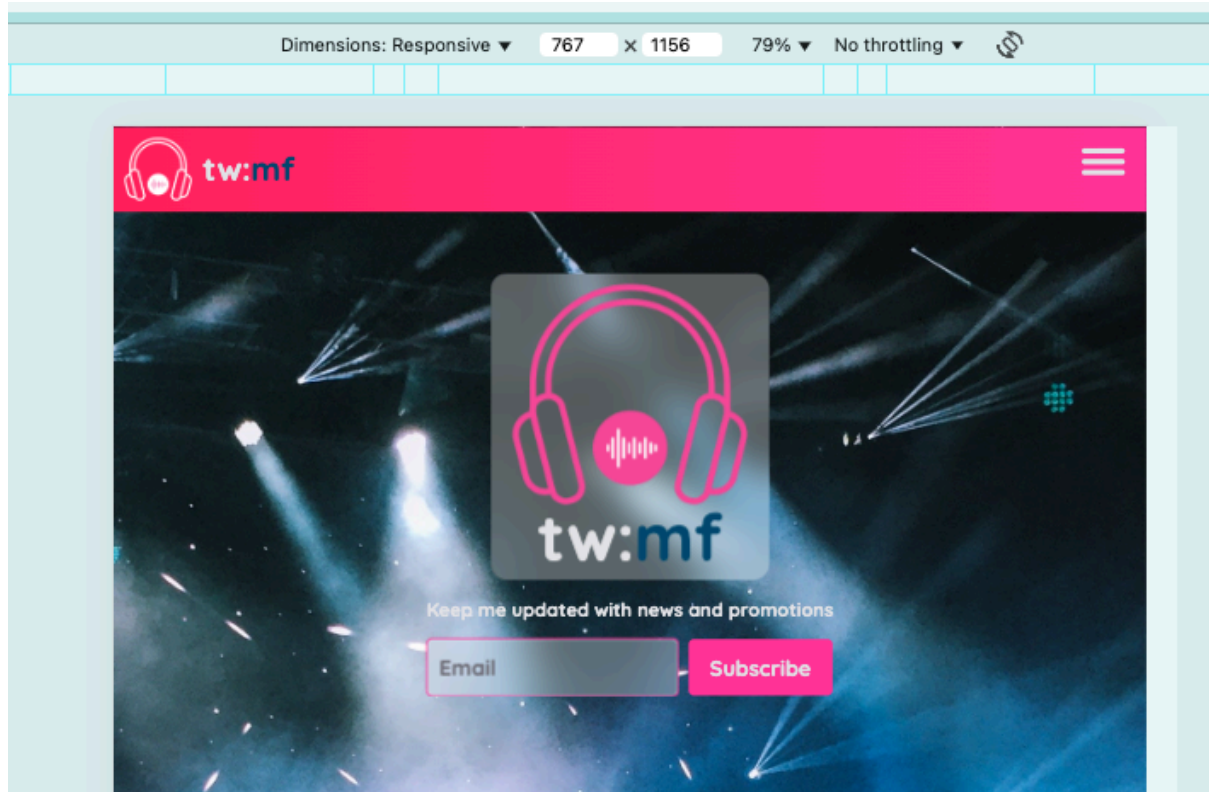 Dimensions: Responsive ▼ 767 × 1156 79% ▼ No throttling ▼
tw:mf
tw:mf
Keep me updated with news and promotions
Email Subscribe